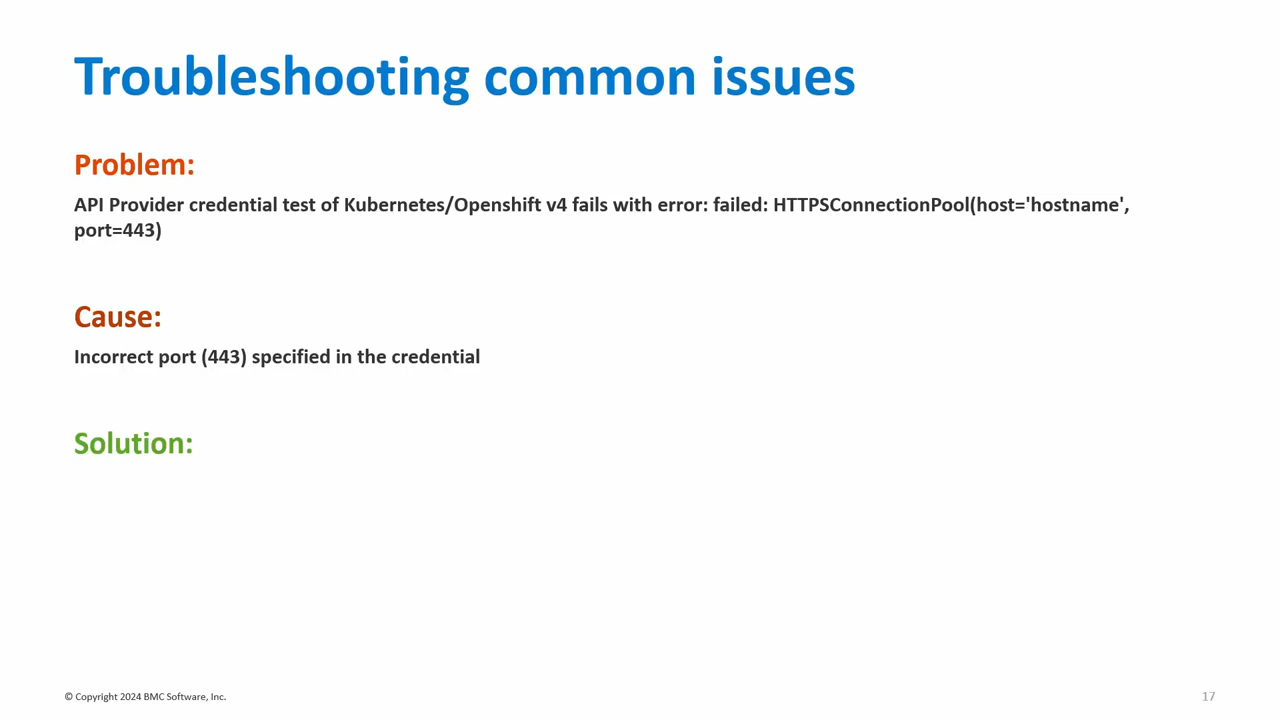 Troubleshooting common issues
Problem:
API Provider credential test of Kubernetes/Openshift v4 fails with error: failed: HTTPSConnectionPool(host='hostname',
port=443)
Cause:
Incorrect port (443) specified in the credential
Solution:
© Copyright 2024 BMC Software, Inc.
17